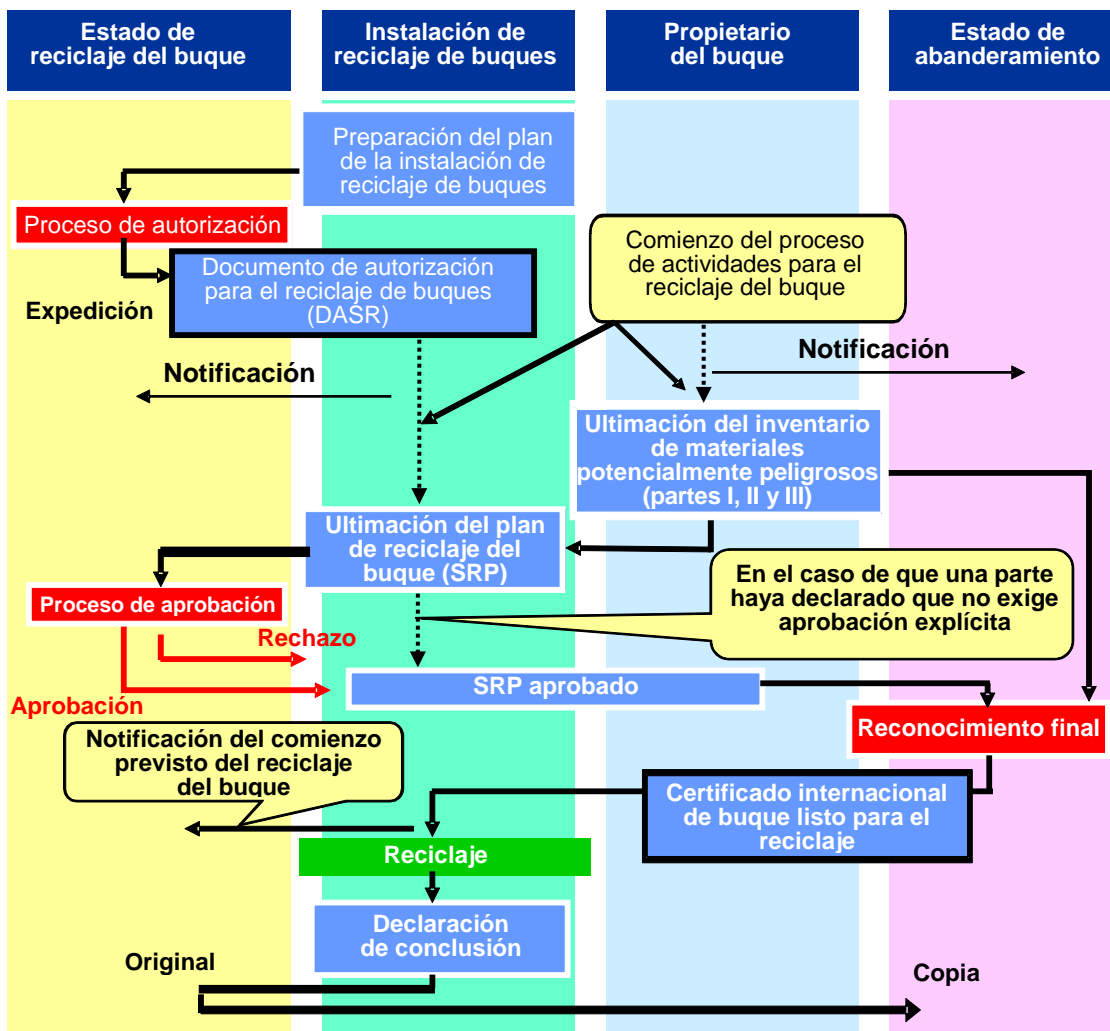 Estado de
reciclaje del buque
Instalación de
reciclaje de buques
Propietario
del buque
Estado de
abanderamiento
Preparación del plan
de la instalación de
reciclaje de buques
Proceso de autorización
Comienzo del proceso
de actividades para el
reciclaje del buque
Documento de autorización
para el reciclaje de buques
(DASR)
Expedición
Notificación
Notificación
Ultimación del inventario
de materiales
potencialmente peligrosos
(partes I, II y III)
Ultimación del plan
de reciclaje del
buque (SRP)
En el caso de que una parte
haya declarado que no exige
aprobación explícita
Proceso de aprobación
Rechazo
Aprobación
SRP aprobado
Reconocimiento final
Notificación del comienzo
previsto del reciclaje
del buque
Certificado internacional
de buque listo para el
reciclaje
Reciclaje
Declaración
de conclusión
Original
Copia